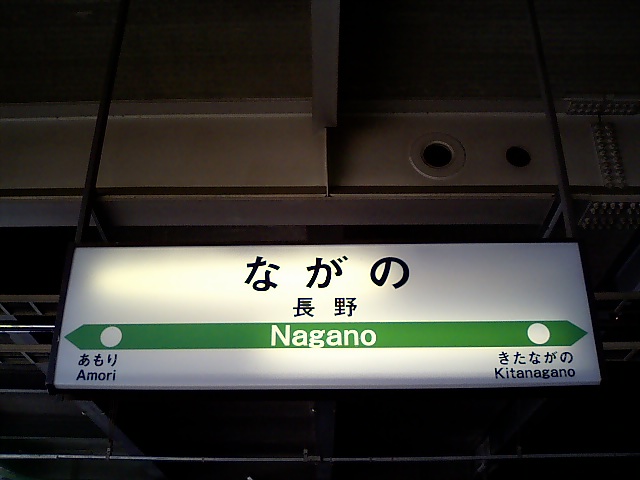 ながの
長野
Nagano
あもり
Amori
きたながの
Kitanagano